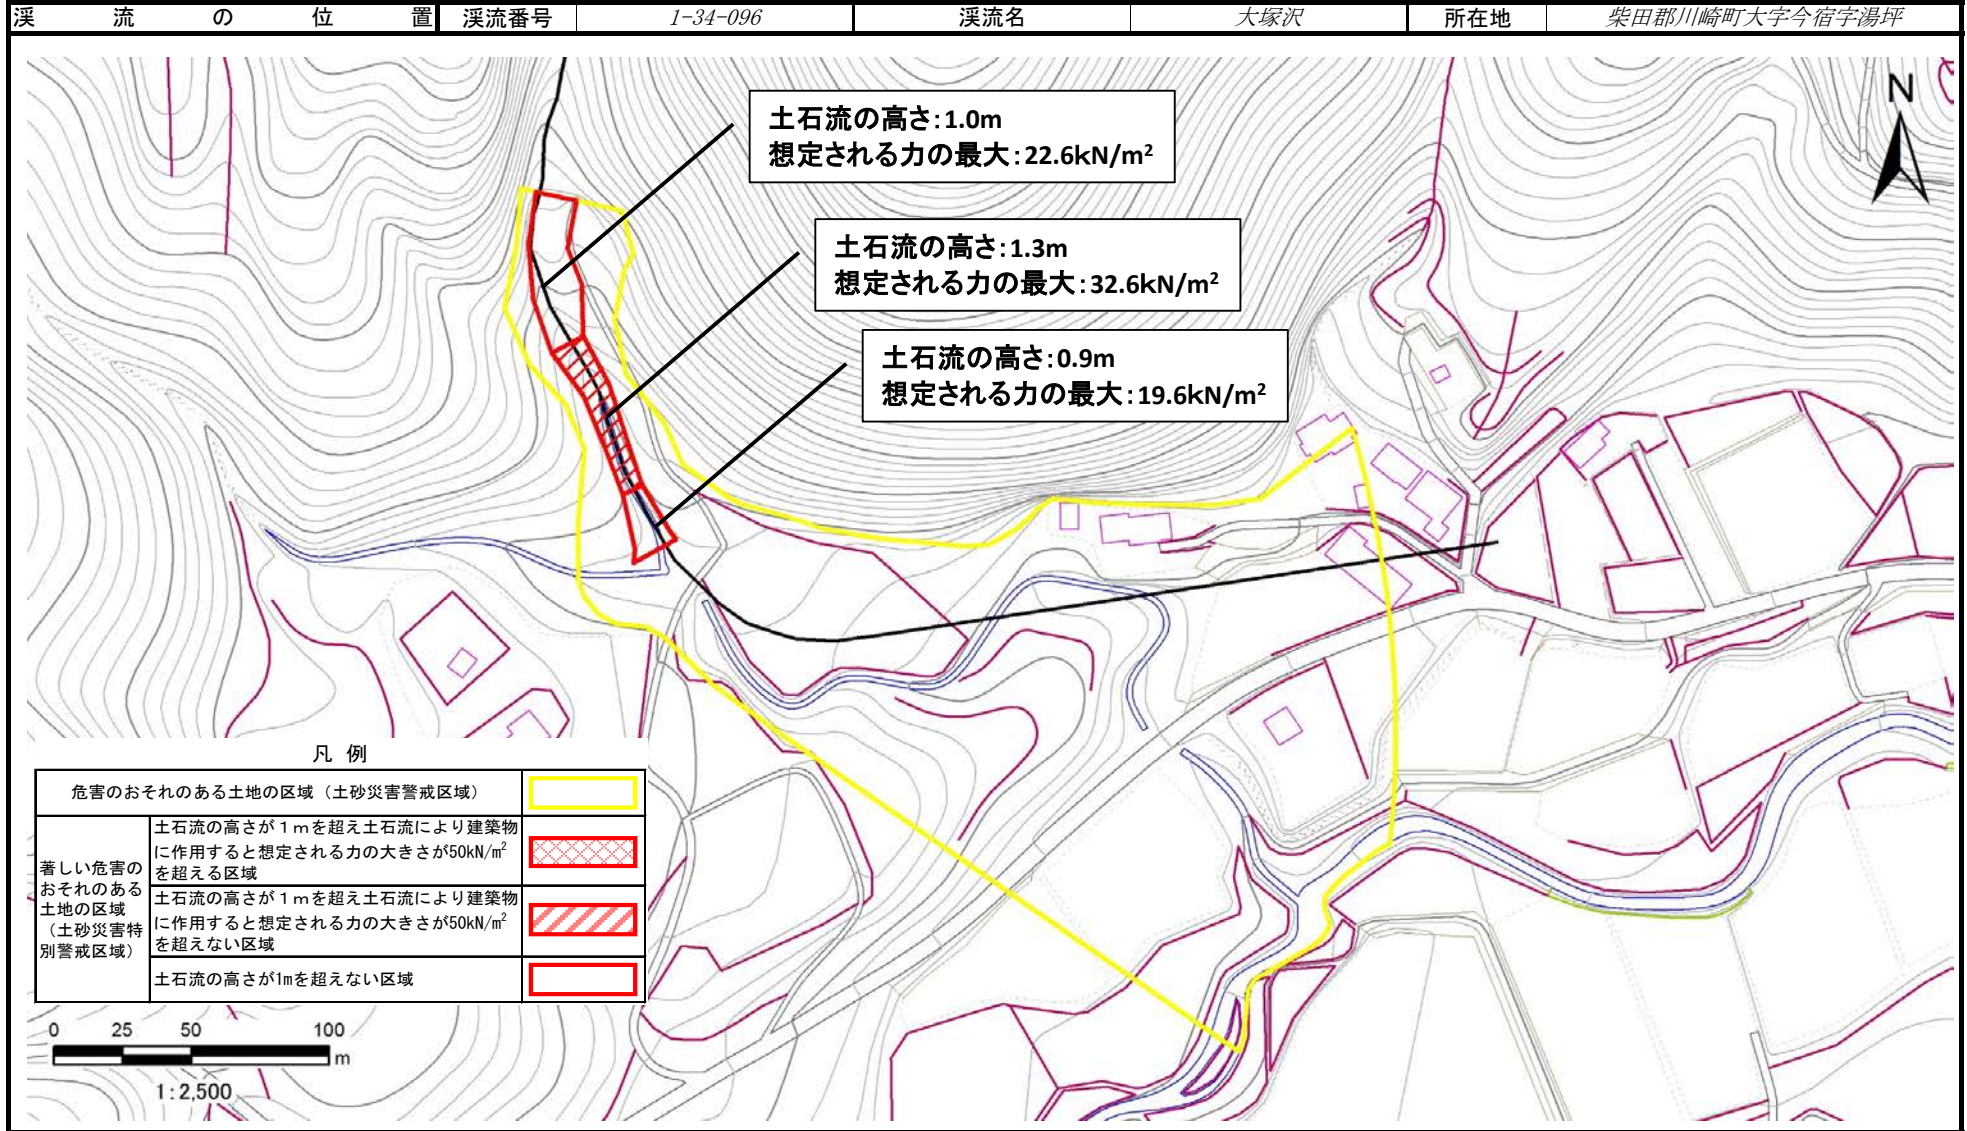 渓流の位置 渓流番号 1-34-096 渓流名 大塚沢 所在地 柴田郡川崎町大字今宿字湯坪
N
土石流の高さ:1.0m
想定される力の最大:22.6kN/m²
土石流の高さ:1.3m
想定される力の最大:32.6kN/m²
土石流の高さ:0.9m
想定される力の最大:19.6kN/m²
凡 例
危害のおそれのある土地の区域（土砂災害警戒区域）
著しい危害の
おそれのある
土地の区域
（土砂災害特
別警戒区域）
土石流の高さが１ｍを超え土石流により建築物
に作用すると想定される力の大きさが50kN/㎡
を超える区域
土石流の高さが１ｍを超え土石流により建築物
に作用すると想定される力の大きさが50kN/㎡
を超えない区域
土石流の高さが1mを超えない区域
0 25 50 100
m
1:2,500